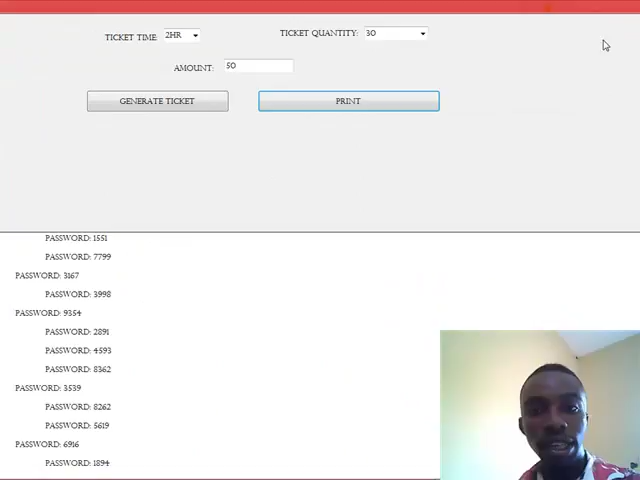 TICKET TIME: 2HR TICKET QUANTITY: 30
AMOUNT: 50
GENERATE TICKET PRINT
PASSWORD: 1551
PASSWORD: 7799
PASSWORD: 3167
PASSWORD: 3998
PASSWORD: 9354
PASSWORD: 2891
PASSWORD: 4593
PASSWORD: 8362
PASSWORD: 3539
PASSWORD: 8262
PASSWORD: 5619
PASSWORD: 6916
PASSWORD: 1894